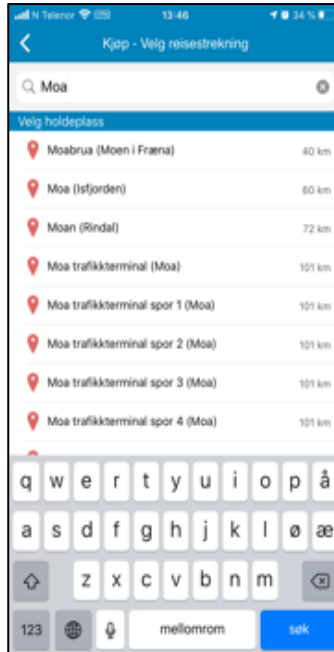 N Telenor 13:46 34 %
Kjøp - Velg reisestrekning
Moa
Velg holdeplass
Moabrua (Moen i Fræna) 40 km
Moa (Isfjorden) 60 km
Moan (Rindal) 72 km
Moa trafikkterminal (Moa) 101 km
Moa trafikkterminal spor 1 (Moa) 101 km
Moa trafikkterminal spor 2 (Moa) 101 km
Moa trafikkterminal spor 3 (Moa) 101 km
Moa trafikkterminal spor 4 (Moa) 101 km
q w e r t y u i o p å
a s d f g h j k l ø æ
z x c v b n m
123 mellomrom søk